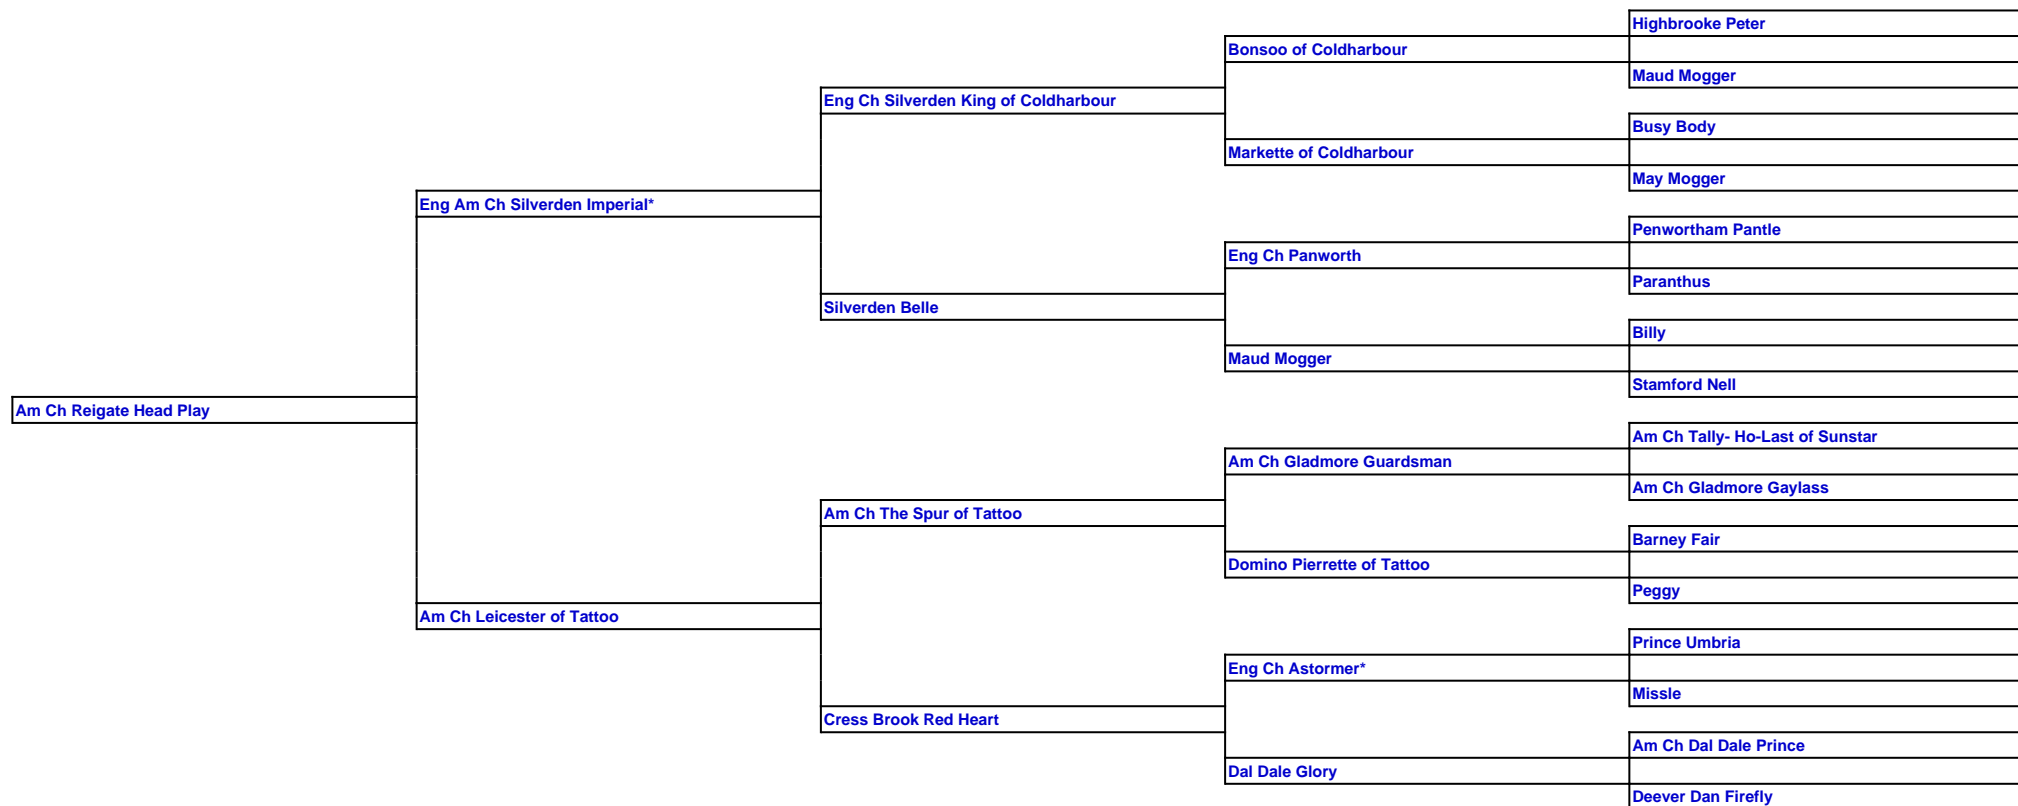 Highbrooke Peter
Bonsoo of Coldharbour
Maud Mogger
Eng Ch Silverden King of Coldharbour
Busy Body
Markette of Coldharbour
May Mogger
Eng Am Ch Silverden Imperial*
Penwortham Pantle
Eng Ch Panworth
Paranthus
Silverden Belle
Billy
Maud Mogger
Stamford Nell
Am Ch Reigate Head Play
Am Ch Tally- Ho-Last of Sunstar
Am Ch Gladmore Guardsman
Am Ch Gladmore Gaylass
Am Ch The Spur of Tattoo
Barney Fair
Domino Pierrette of Tattoo
Peggy
Am Ch Leicester of Tattoo
Prince Umbria
Eng Ch Astormer*
Missle
Cress Brook Red Heart
Am Ch Dal Dale Prince
Dal Dale Glory
Deever Dan Firefly